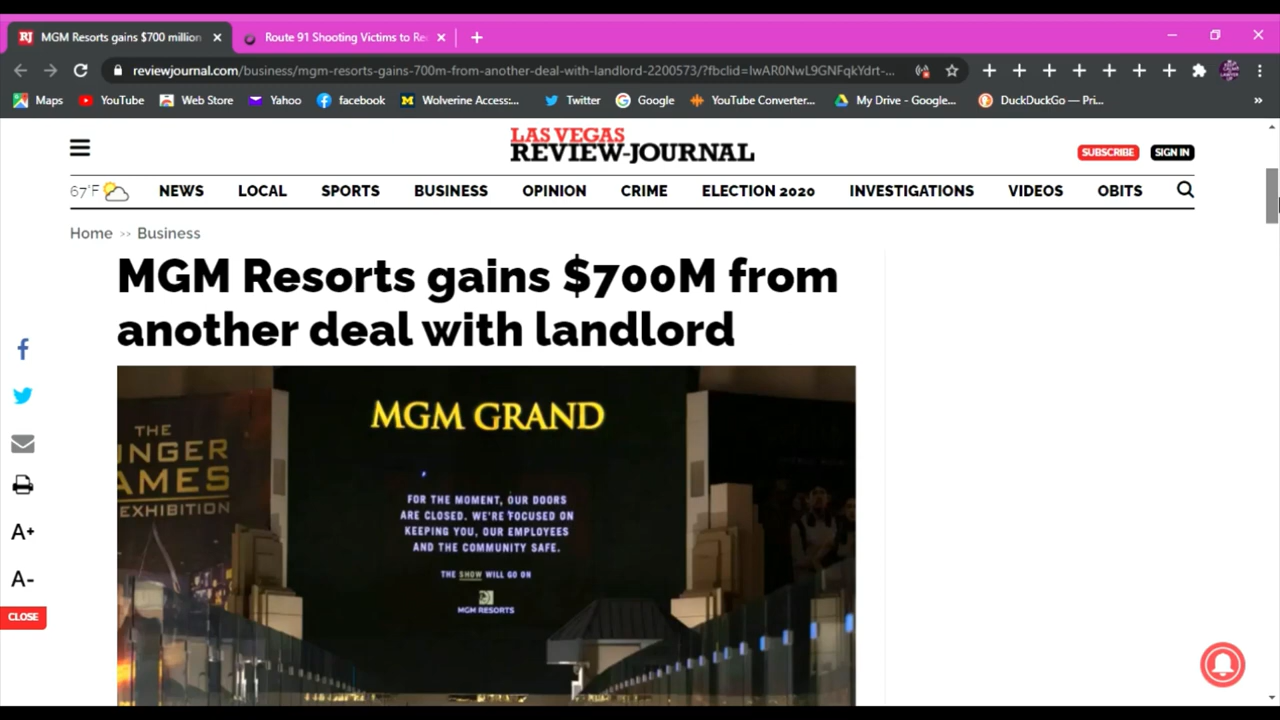 RJ MGM Resorts gains $700 million
Route 91 Shooting Victims to Re
reviewjournal.com/business/mgm-resorts-gains-700m-from-another-deal-with-landlord-2200573/?fbclid=IwAR0NwL9GNFqkYdrt-...
Maps YouTube Web Store Yahoo facebook Wolverine Access:... Twitter Google YouTube Converter... My Drive - Google... DuckDuckGo — Pri... »
LAS VEGAS
REVIEW-JOURNAL
SUBSCRIBE SIGN IN
67°F NEWS LOCAL SPORTS BUSINESS OPINION CRIME ELECTION 2020 INVESTIGATIONS VIDEOS OBITS
Home >> Business
MGM Resorts gains $700M from
another deal with landlord
MGM GRAND
THE
UNGER
AMES
EXHIBITION
FOR THE MOMENT, OUR DOORS
ARE CLOSED. WE'RE FOCUSED ON
KEEPING YOU, OUR EMPLOYEES
AND THE COMMUNITY SAFE.
THE SHOW WILL GO ON
MGM RESORTS
A+
A-
CLOSE